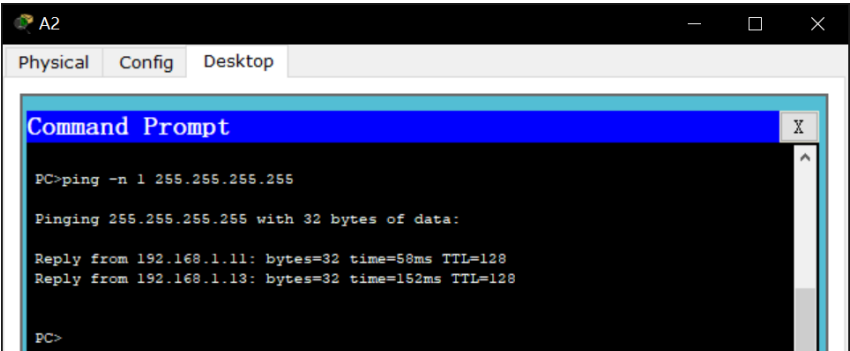 A2
Physical Config Desktop
Command Prompt X
PC>ping -n 1 255.255.255.255
Pinging 255.255.255.255 with 32 bytes of data:
Reply from 192.168.1.11: bytes=32 time=58ms TTL=128
Reply from 192.168.1.13: bytes=32 time=152ms TTL=128
PC>